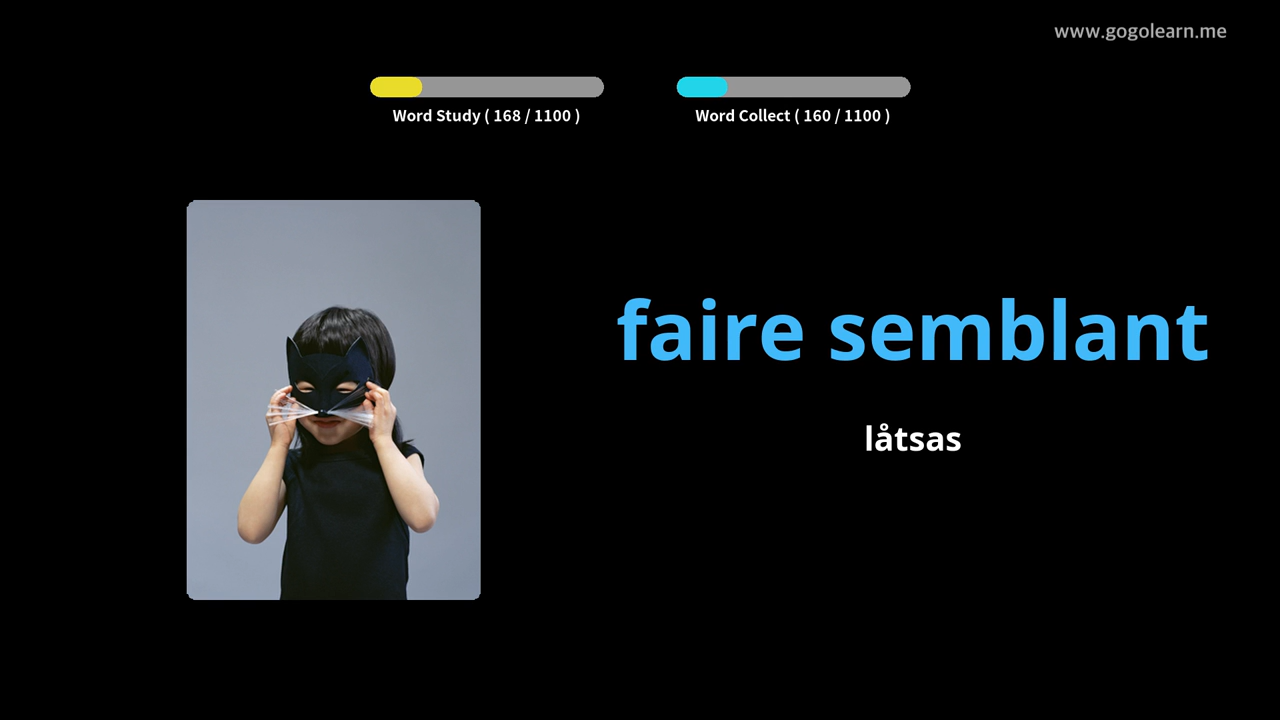 www.gogolearn.me
Word Study ( 168 / 1100 )
Word Collect ( 160 / 1100 )
faire semblant
låtsas